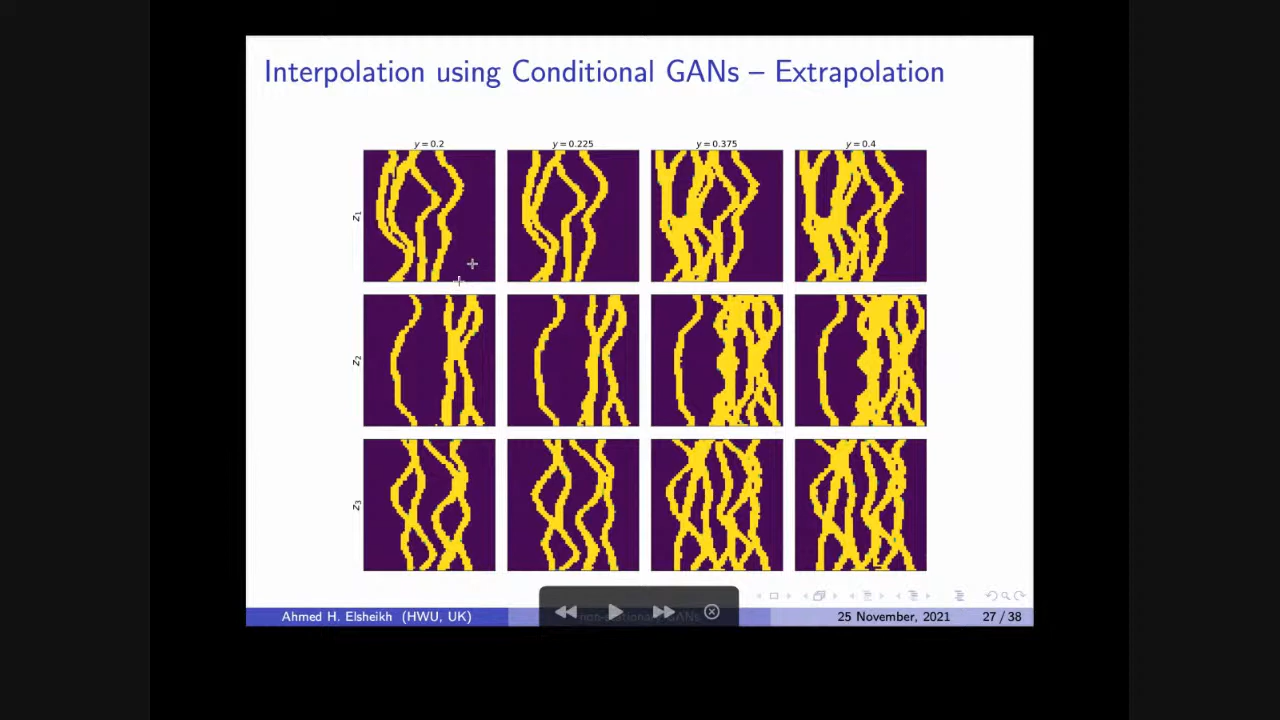 Interpolation using Conditional GANs – Extrapolation
y = 0.2
y = 0.225
y = 0.375
y = 0.4
z1
z2
z3
Ahmed H. Elsheikh (HWU, UK)
GANs
25 November, 2021
27 / 38